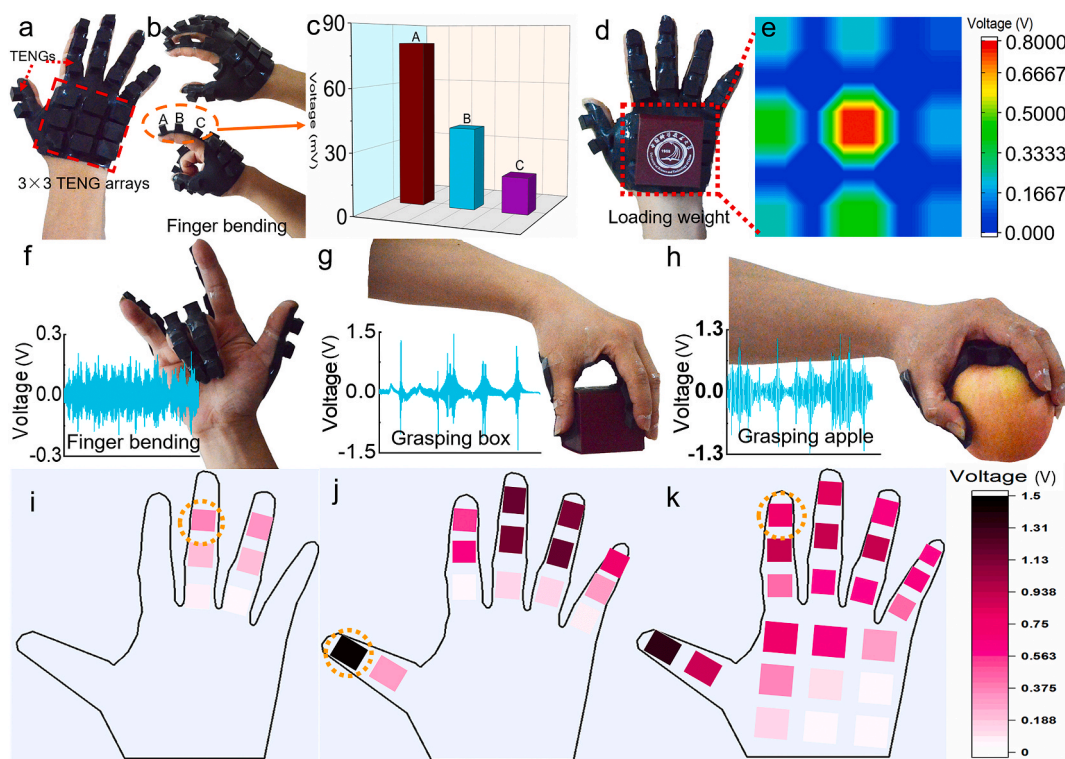 a
TENGs
3×3 TENG arrays
b
A B C
Finger bending
c
Voltage (mV)
90
60
30
0
A
B
C
d
Loading weight
e
Voltage (V)
0.8000
0.6667
0.5000
0.3333
0.1667
0.000
f
Voltage (V)
0.3
0.0
-0.3
Finger bending
g
Voltage (V)
1.5
0.0
-1.5
Grasping box
h
Voltage (V)
1.3
0.0
-1.3
Grasping apple
i
j
k
Voltage (V)
1.5
1.31
1.13
0.938
0.75
0.563
0.375
0.188
0